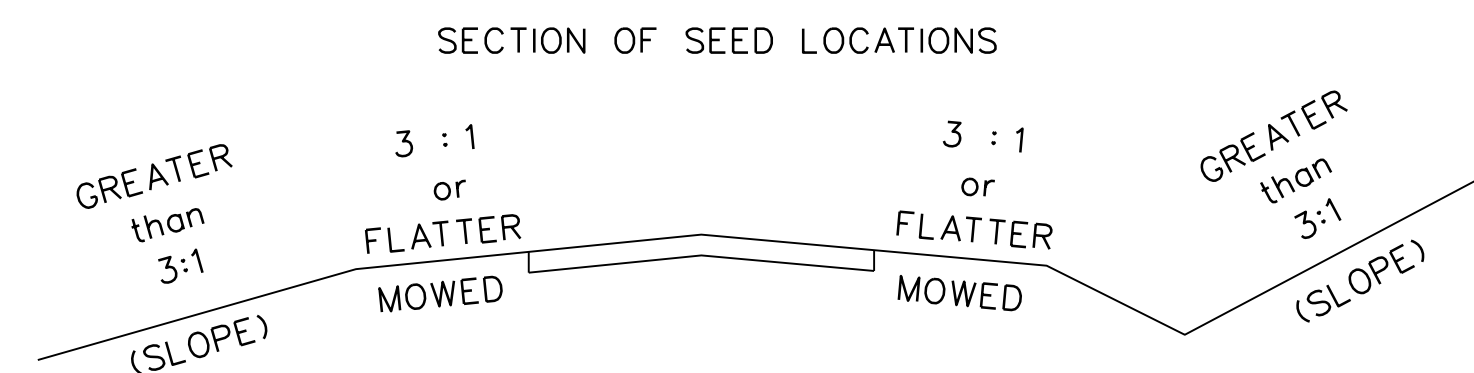 SECTION OF SEED LOCATIONS
GREATER
than
3:1
(SLOPE)
3 : 1
or
FLATTER
MOWED
3 : 1
or
FLATTER
MOWED
GREATER
than
3:1
(SLOPE)